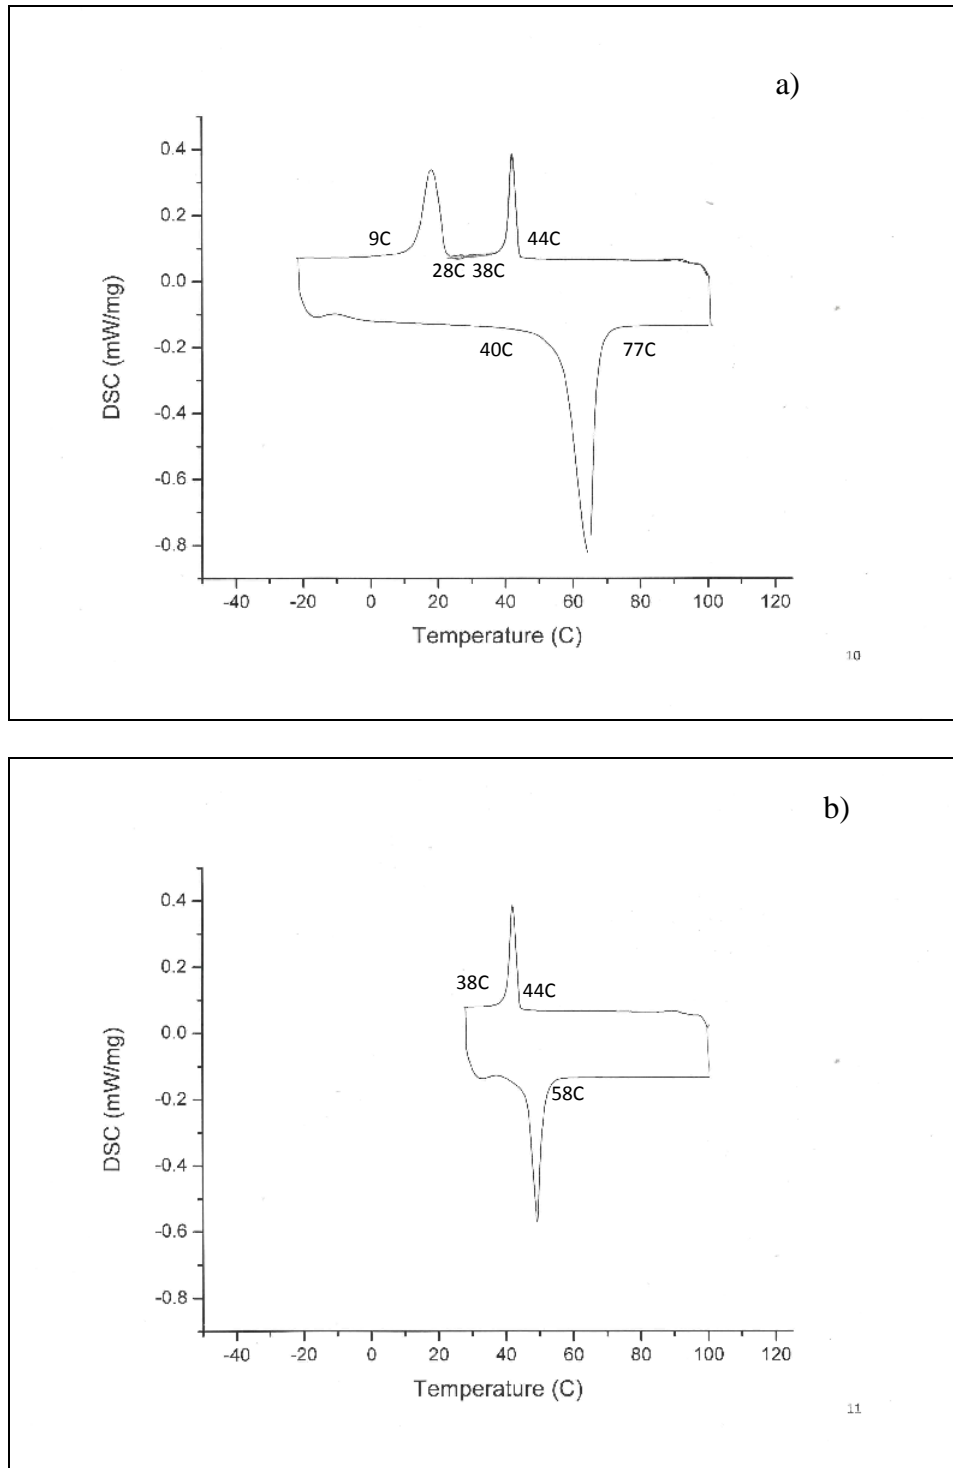 a)
0.4
0.2
0.0
-0.2
-0.4
-0.6
-0.8
DSC (mW/mg)
9C
28C
38C
44C
40C
77C
-40 -20 0 20 40 60 80 100 120
Temperature (C)
10
b)
0.4
0.2
0.0
-0.2
-0.4
-0.6
-0.8
DSC (mW/mg)
38C
44C
58C
-40 -20 0 20 40 60 80 100 120
Temperature (C)
11